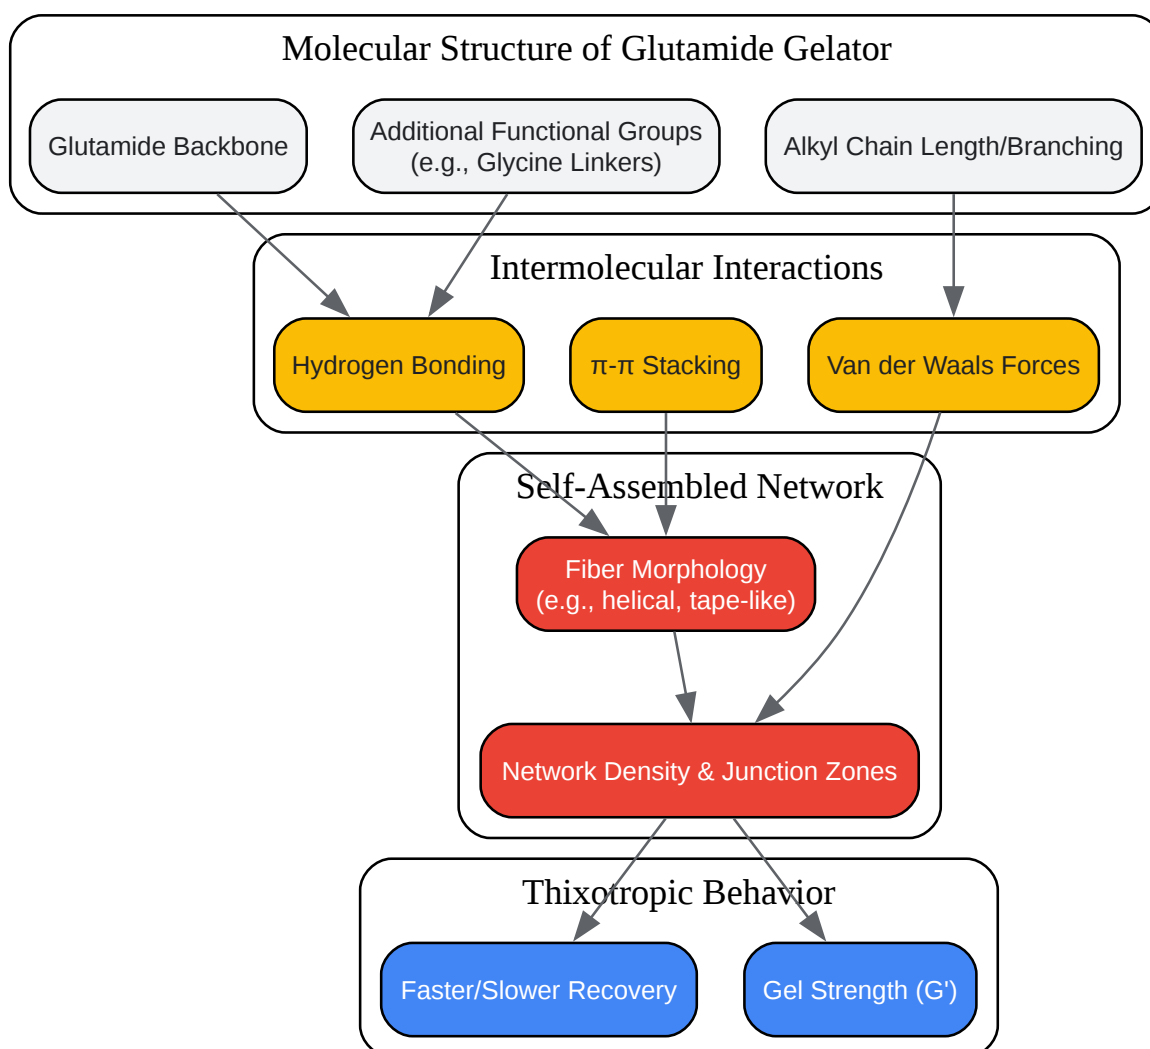 Molecular Structure of Glutamide Gelator
Glutamide Backbone
Additional Functional Groups
(e.g., Glycine Linkers)
Alkyl Chain Length/Branching
Intermolecular Interactions
Hydrogen Bonding
π-π Stacking
Van der Waals Forces
Self-Assembled Network
Fiber Morphology
(e.g., helical, tape-like)
Network Density & Junction Zones
Thixotropic Behavior
Faster/Slower Recovery
Gel Strength (G')